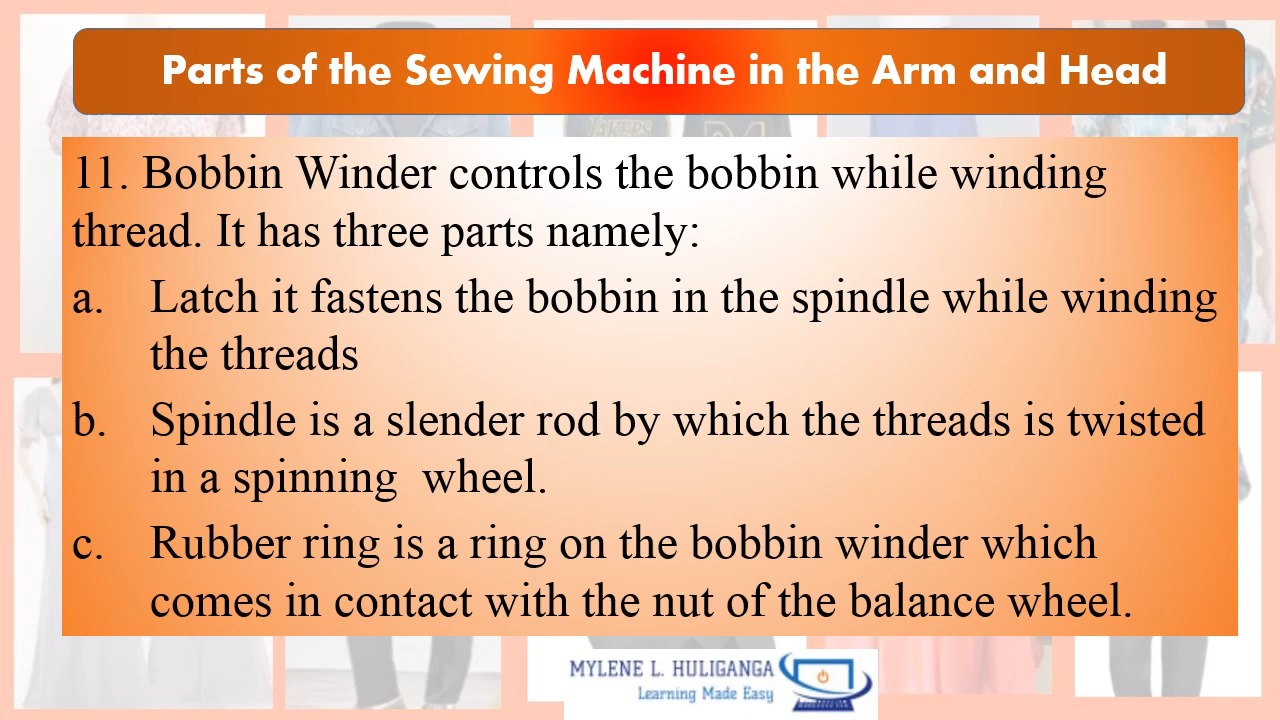 Parts of the Sewing Machine in the Arm and Head
LAKERS
11. Bobbin Winder controls the bobbin while winding
thread. It has three parts namely:
a. Latch it fastens the bobbin in the spindle while winding
the threads
b. Spindle is a slender rod by which the threads is twisted
in a spinning  wheel.
c. Rubber ring is a ring on the bobbin winder which
comes in contact with the nut of the balance wheel.
MYLENE L. HULIGANGA
Learning Made Easy